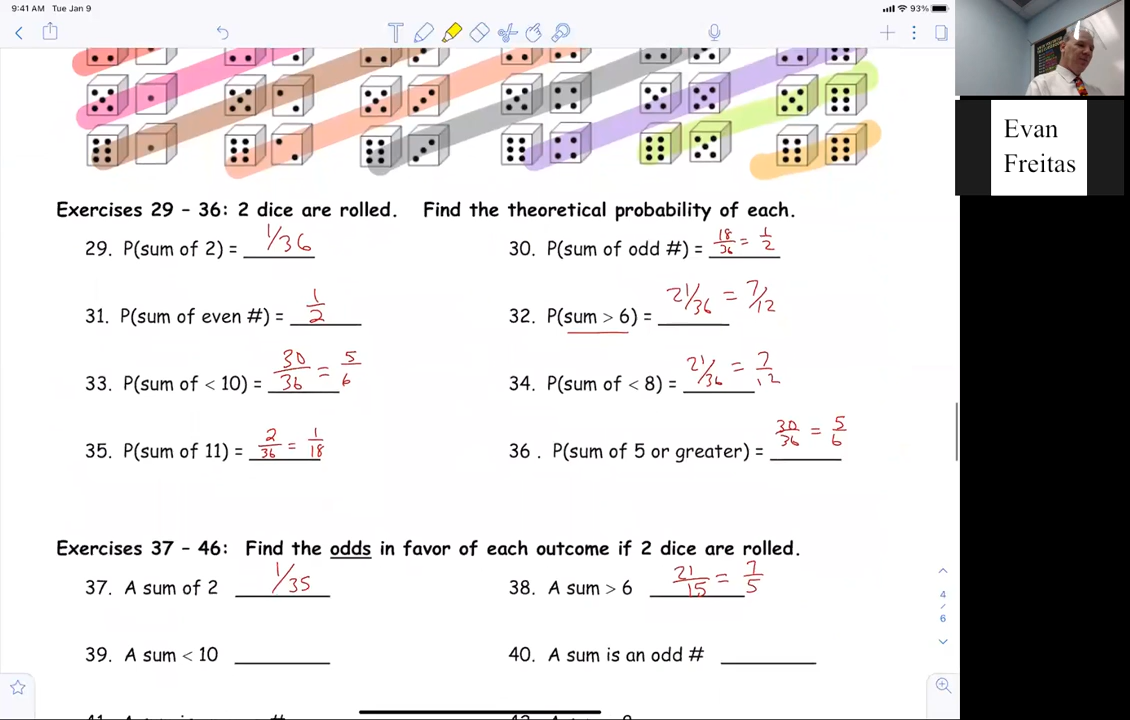 9:41 AM Tue Jan 9
93%
Exercises 29 - 36: 2 dice are rolled. Find the theoretical probability of each.
29. P(sum of 2) = 1/36
30. P(sum of odd #) = 18/36 = 1/2
31. P(sum of even #) = 1/2
32. P(sum > 6) = 21/36 = 7/12
33. P(sum of < 10) = 30/36 = 5/6
34. P(sum of < 8) = 21/36 = 7/12
35. P(sum of 11) = 2/36 = 1/18
36 . P(sum of 5 or greater) = 30/36 = 5/6
Exercises 37 - 46: Find the odds in favor of each outcome if 2 dice are rolled.
37. A sum of 2 1/35
38. A sum > 6 21/15 = 7/5
39. A sum < 10
40. A sum is an odd #
4
/
6
Evan
Freitas